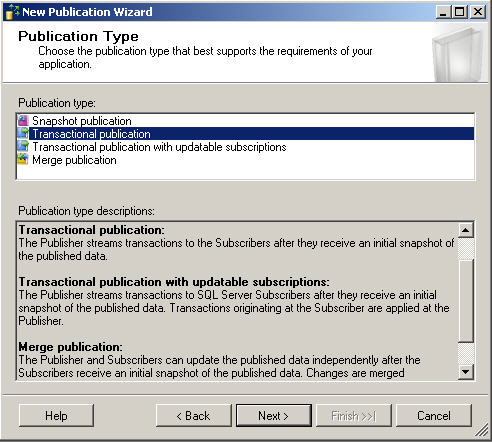 New Publication Wizard
Publication Type
Choose the publication type that best supports the requirements of your
application.
Publication type:
Snapshot publication
Transactional publication
Transactional publication with updatable subscriptions
Merge publication
Publication type descriptions:
Transactional publication:
The Publisher streams transactions to the Subscribers after they receive an initial snapshot of
the published data.
Transactional publication with updatable subscriptions:
The Publisher streams transactions to SQL Server Subscribers after they receive an initial
snapshot of the published data. Transactions originating at the Subscriber are applied at the
Publisher.
Merge publication:
The Publisher and Subscribers can update the published data independently after the
Subscribers receive an initial snapshot of the published data. Changes are merged
Help
< Back
Next >
Finish >>|
Cancel